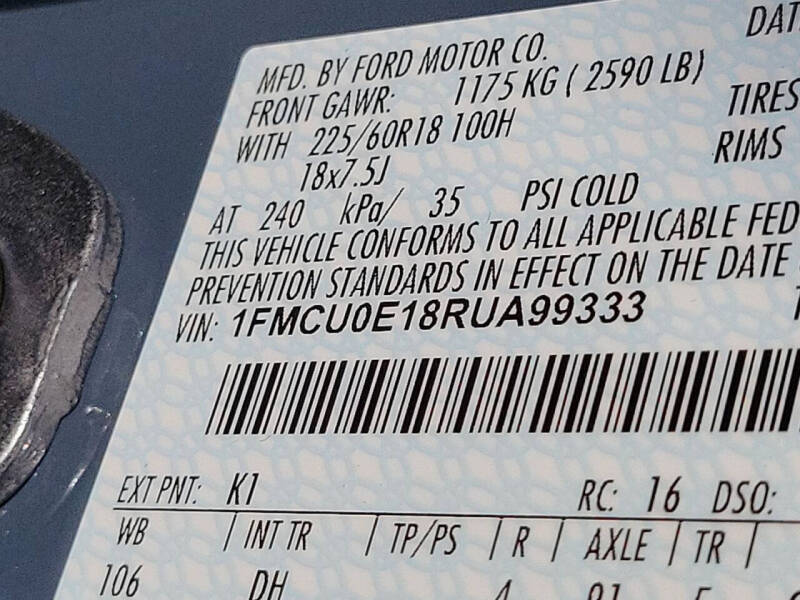 DAT
MFD. BY FORD MOTOR CO.
FRONT GAWR: 1175 KG ( 2590 LB)
WITH 225/60R18 100H TIRES
18x7.5J RIMS
AT 240 kPa/ 35 PSI COLD
THIS VEHICLE CONFORMS TO ALL APPLICABLE FED
PREVENTION STANDARDS IN EFFECT ON THE DATE
VIN: 1FMCU0E18RUA99333
EXT PNT: K1 RC: 16 DSO:
WB | INT TR | TP/PS | R | AXLE | TR |
106 DH 4